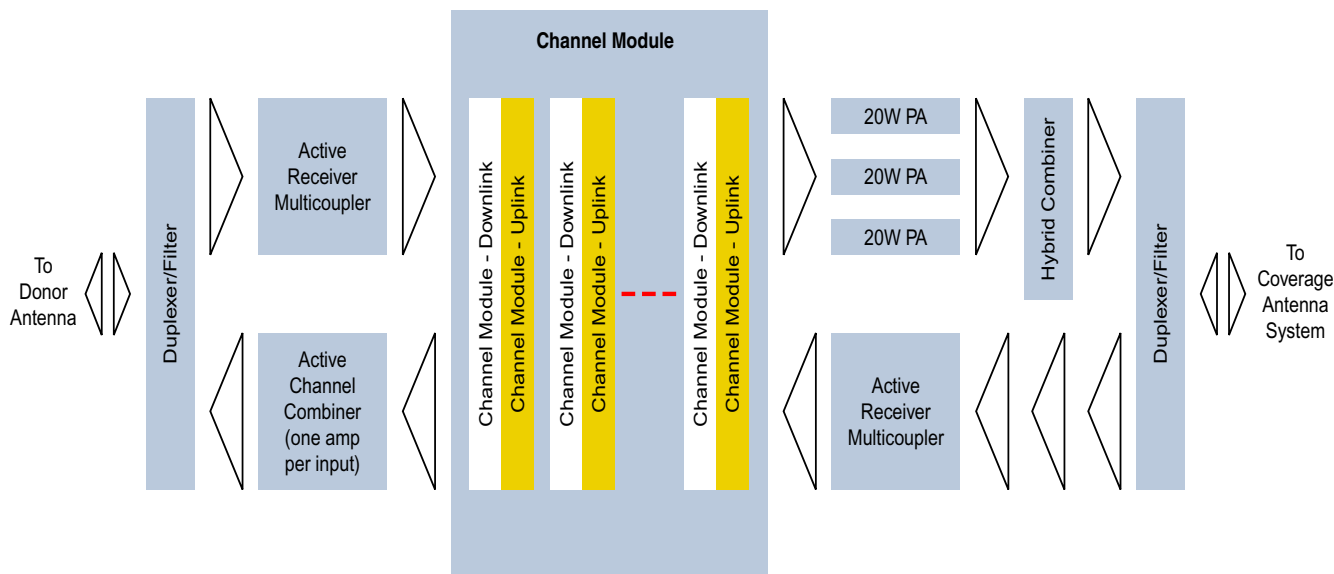 Channel Module
To
Donor
Antenna
Duplexer/Filter
Active
Receiver
Multicoupler
Active
Channel
Combiner
(one amp
per input)
Channel Module - Downlink
Channel Module - Uplink
Channel Module - Downlink
Channel Module - Uplink
Channel Module - Downlink
Channel Module - Uplink
20W PA
20W PA
20W PA
Active
Receiver
Multicoupler
Hybrid Combiner
Duplexer/Filter
To
Coverage
Antenna
System